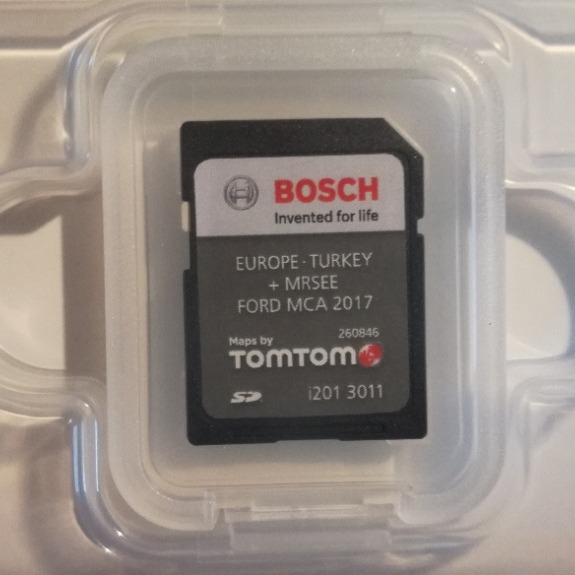 BOSCH
Invented for life
EUROPE · TURKEY
+ MRSEE
FORD MCA 2017
260846
Maps by
TOMTOM
SD
i201 3011